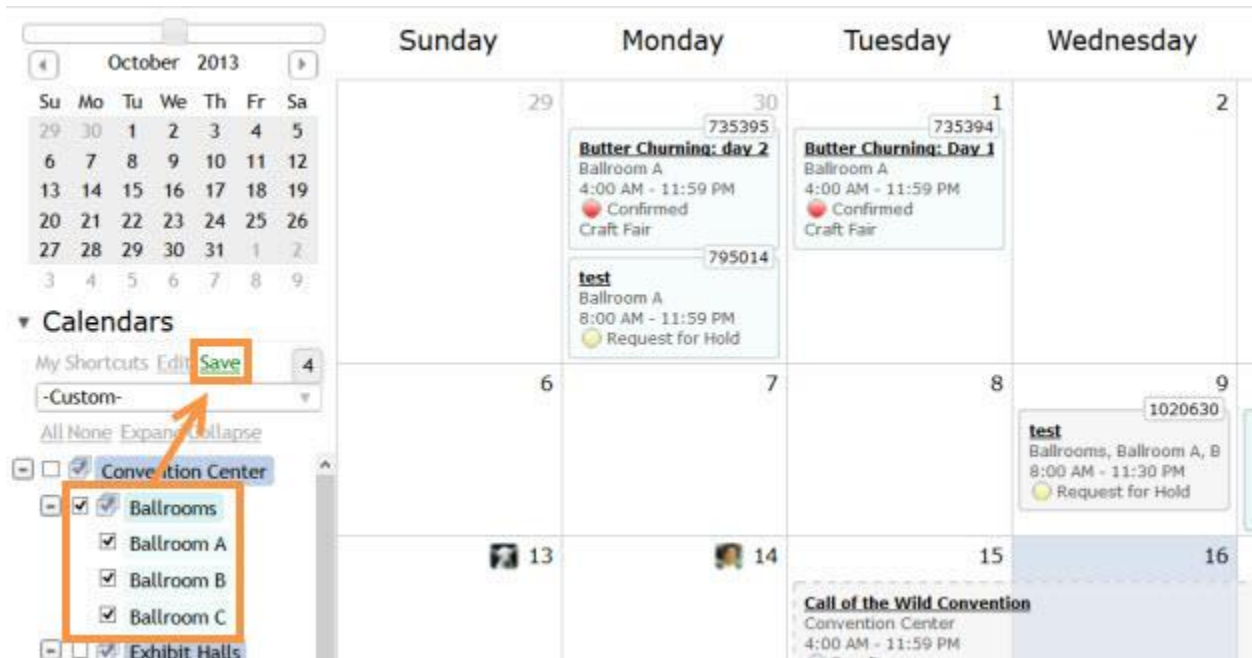 October 2013
Su Mo Tu We Th Fr Sa
29 30 1 2 3 4 5
6 7 8 9 10 11 12
13 14 15 16 17 18 19
20 21 22 23 24 25 26
27 28 29 30 31 1 2
3 4 5 6 7 8 9
Calendars
My Shortcuts Edit Save 4
-Custom-
All None Expand Collapse
Convention Center
Ballrooms
Ballroom A
Ballroom B
Ballroom C
Exhibit Halls
Sunday Monday Tuesday Wednesday
29 30 1 2
735395
Butter Churning: day 2
Ballroom A
4:00 AM - 11:59 PM
Confirmed
Craft Fair
795014
test
Ballroom A
8:00 AM - 11:59 PM
Request for Hold
735394
Butter Churning: Day 1
Ballroom A
4:00 AM - 11:59 PM
Confirmed
Craft Fair
6 7 8 9
1020630
test
Ballrooms, Ballroom A, B
8:00 AM - 11:30 PM
Request for Hold
13 14 15 16
Call of the Wild Convention
Convention Center
4:00 AM - 11:59 PM